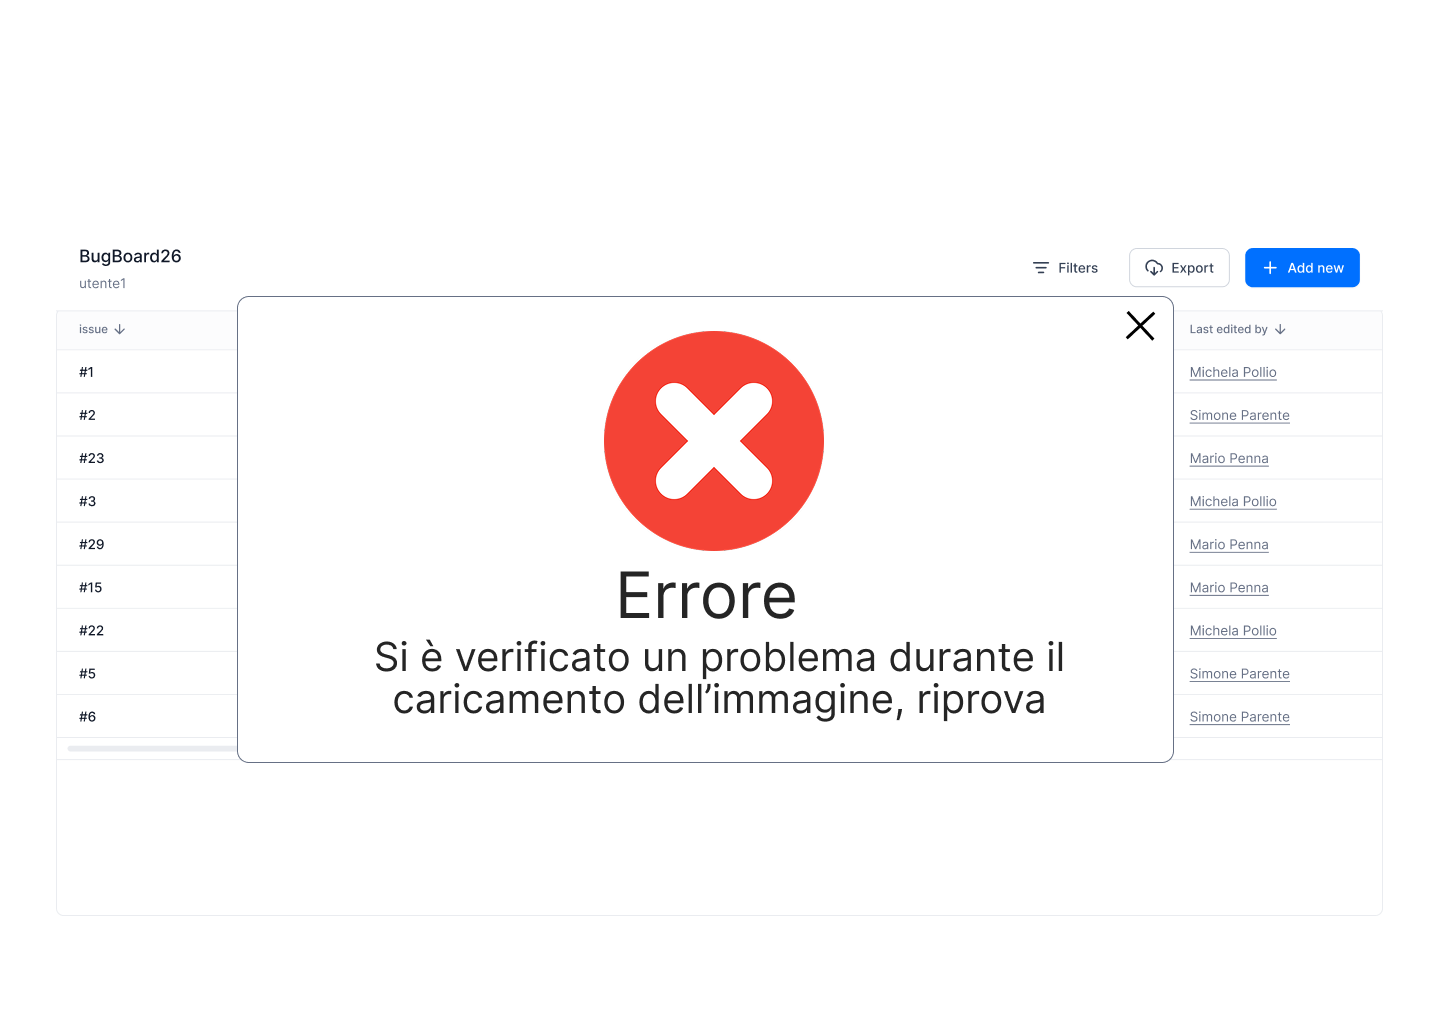 BugBoard26
utente1
Filters
Export
Add new
issue
Last edited by
#1
Michela Pollio
#2
Simone Parente
#23
Mario Penna
#3
Michela Pollio
#29
Mario Penna
#15
Mario Penna
#22
Michela Pollio
#5
Simone Parente
#6
Simone Parente
Errore
Si è verificato un problema durante il
caricamento dell’immagine, riprova